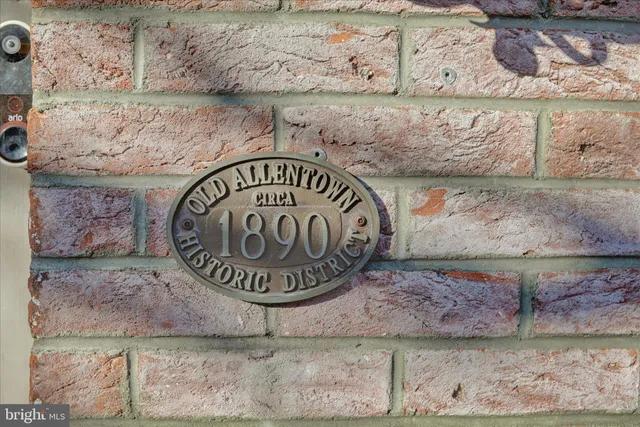 arlo
OLD ALLENTOWN
CIRCA
1890
HISTORIC DISTRICT
bright MLS